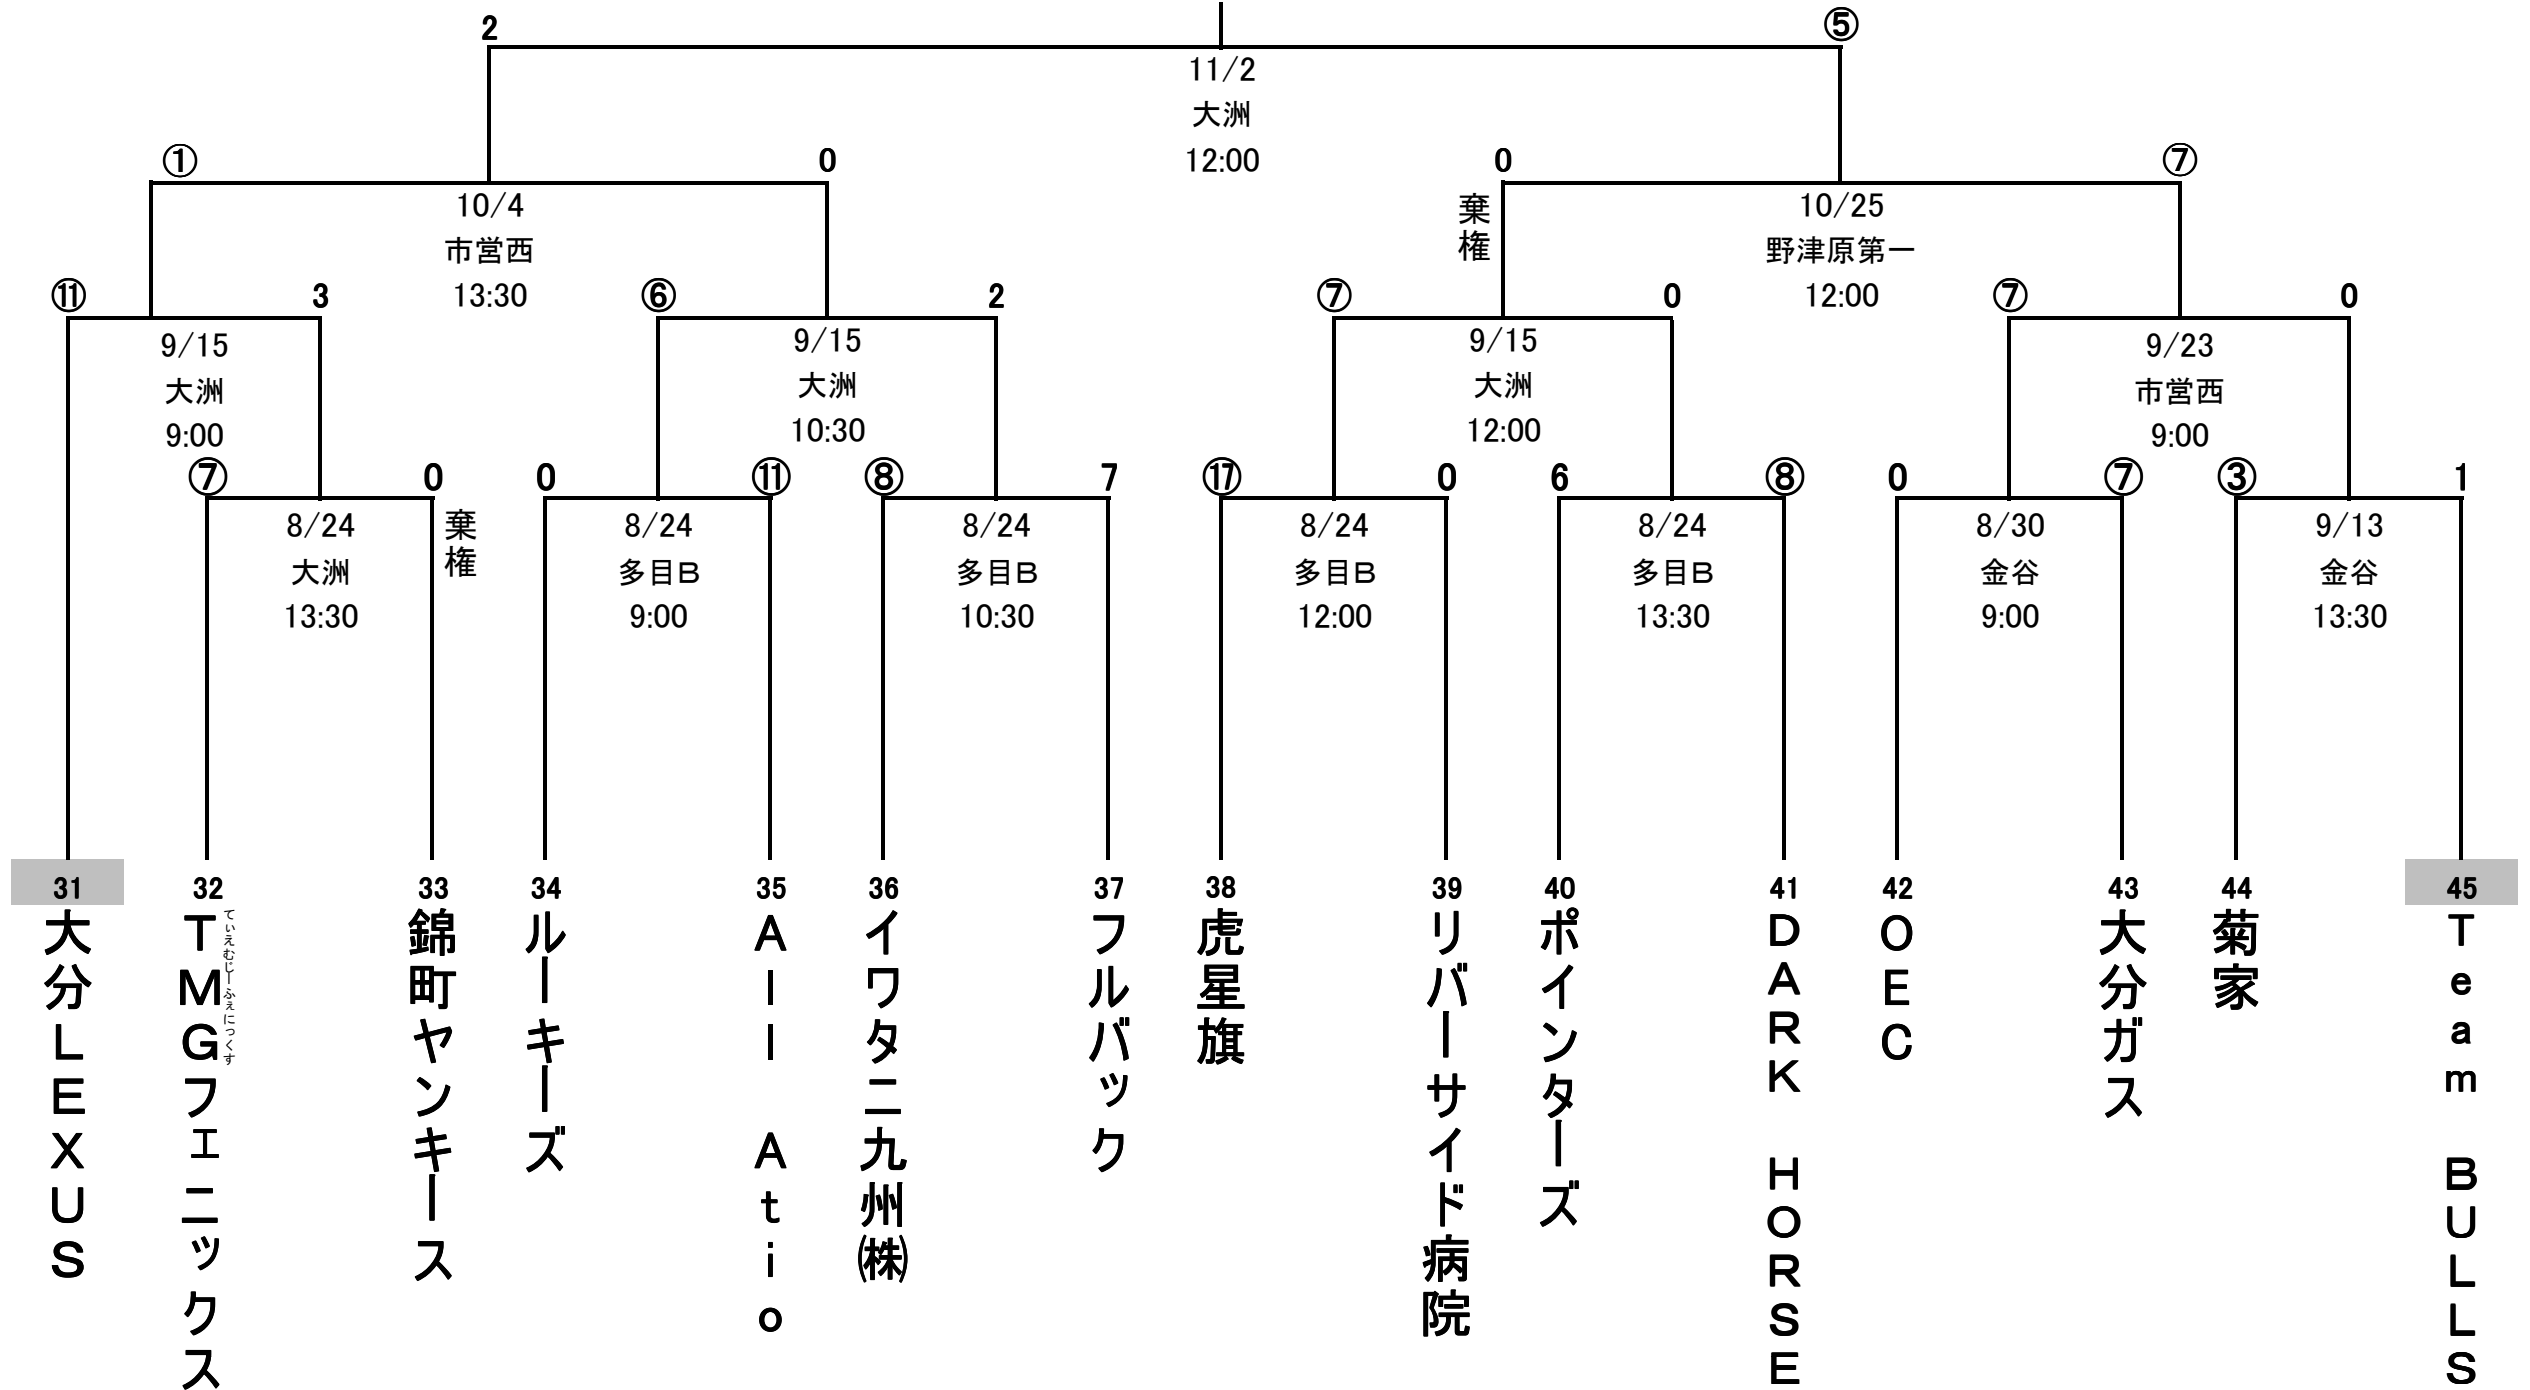 2
⑤
11/2
大洲
12:00
①
0
0
⑦
10/4
市営西
13:30
棄権
10/25
野津原第一
12:00
⑪
3
⑥
2
⑦
0
⑦
0
9/15
大洲
9:00
9/15
大洲
10:30
9/15
大洲
12:00
9/23
市営西
9:00
⑦
0
0
⑪
⑧
7
⑰
0
6
⑧
0
⑦
③
1
8/24
大洲
13:30
棄権
8/24
多目B
9:00
8/24
多目B
10:30
8/24
多目B
12:00
8/24
多目B
13:30
8/30
金谷
9:00
9/13
金谷
13:30
31
大分LEXUS
32
TMGフェニックス
てぃえむじーふぇにっくす
33
錦町ヤンキース
34
ルーキーズ
35
All Atio
36
イワタニ九州㈱
37
フルバック
38
虎星旗
39
リバーサイド病院
40
ポインターズ
41
DARK HORSE
42
OEC
43
大分ガス
44
菊家
45
Team BULLS